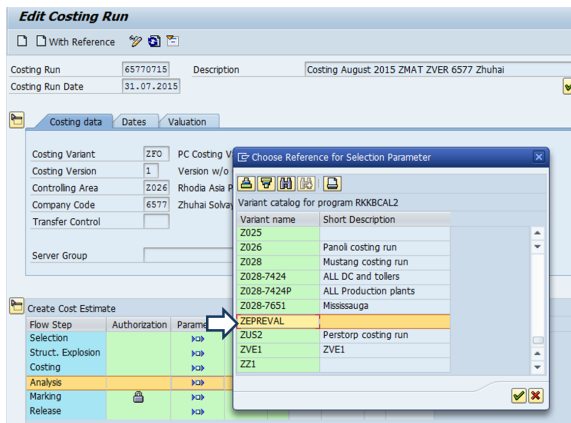 Edit Costing Run
With Reference
Costing Run 65770715 Description Costing August 2015 ZMAT ZVER 6577 Zhuhai
Costing Run Date 31.07.2015
Costing data Dates Valuation
Costing Variant ZFO PC Costing V
Costing Version 1 Version w/o
Controlling Area Z026 Rhodia Asia P
Company Code 6577 Zhuhai Solvay
Transfer Control
Server Group
Create Cost Estimate
Flow Step Authorization Parame
Selection
Struct. Explosion
Costing
Analysis
Marking
Release
Choose Reference for Selection Parameter
Variant catalog for program RKKBCAL2
Variant name Short Description
Z025
Z026 Panoli costing run
Z028 Mustang costing run
Z028-7424 ALL DC and tollers
Z028-7424P ALL Production plants
Z028-7651 Mississauga
ZEPREVAL
ZUS2 Perstorp costing run
ZVE1 ZVE1
ZZ1